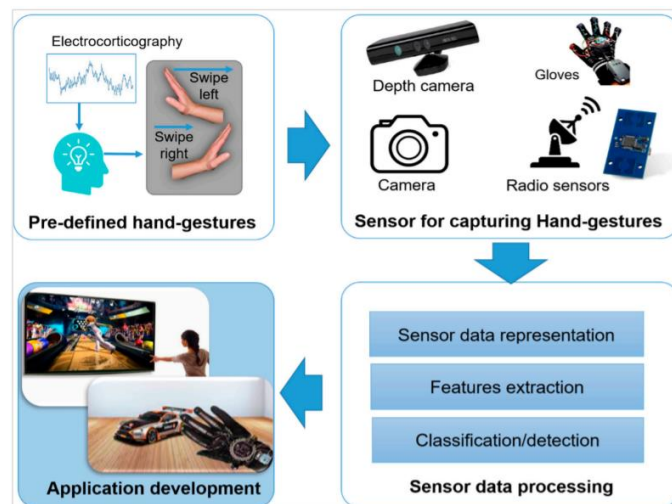 Electrocorticography
Swipe
left
Swipe
right
Pre-defined hand-gestures
Depth camera
Gloves
Camera
Radio sensors
Sensor for capturing Hand-gestures
Sensor data representation
Features extraction
Classification/detection
Sensor data processing
Application development